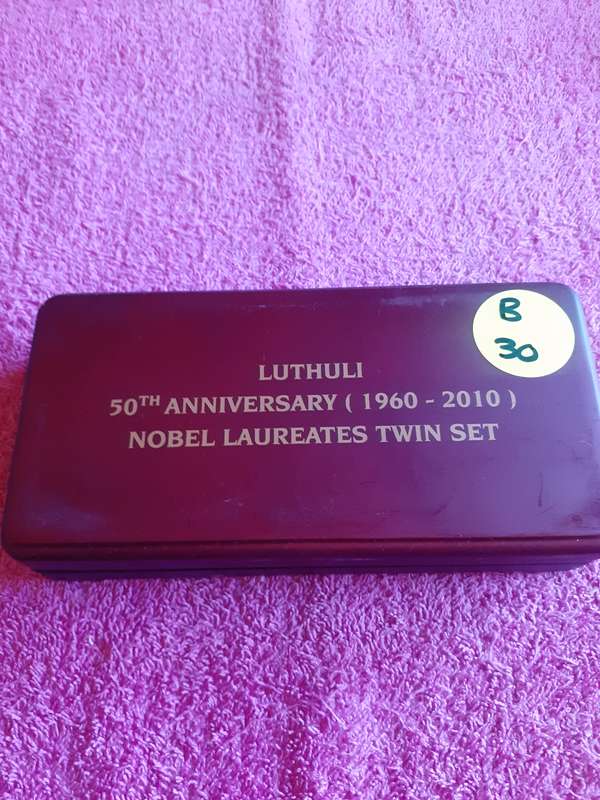 B
30
LUTHULI
50TH ANNIVERSARY ( 1960 - 2010 )
NOBEL LAUREATES TWIN SET